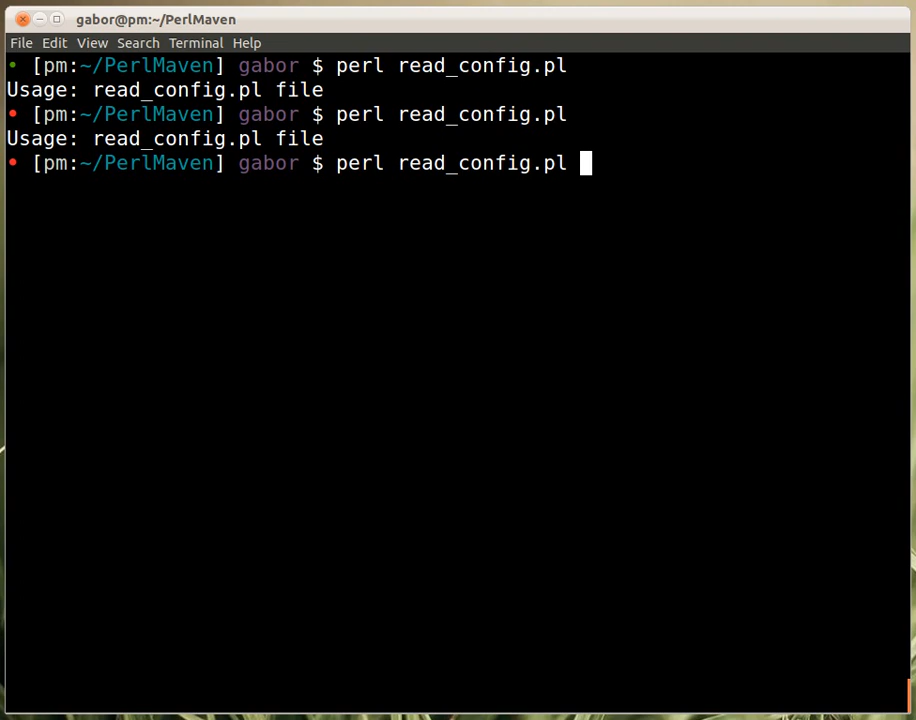 gabor@pm:~/PerlMaven
File Edit View Search Terminal Help
[pm:~/PerlMaven] gabor $ perl read_config.pl
Usage: read_config.pl file
[pm:~/PerlMaven] gabor $ perl read_config.pl
Usage: read_config.pl file
[pm:~/PerlMaven] gabor $ perl read_config.pl